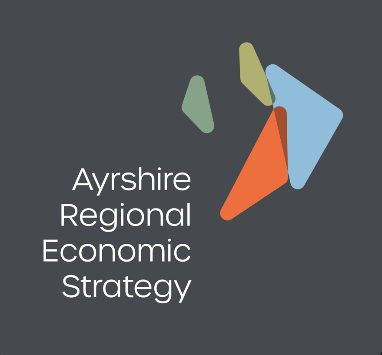 Ayrshire
Regional
Economic
Strategy